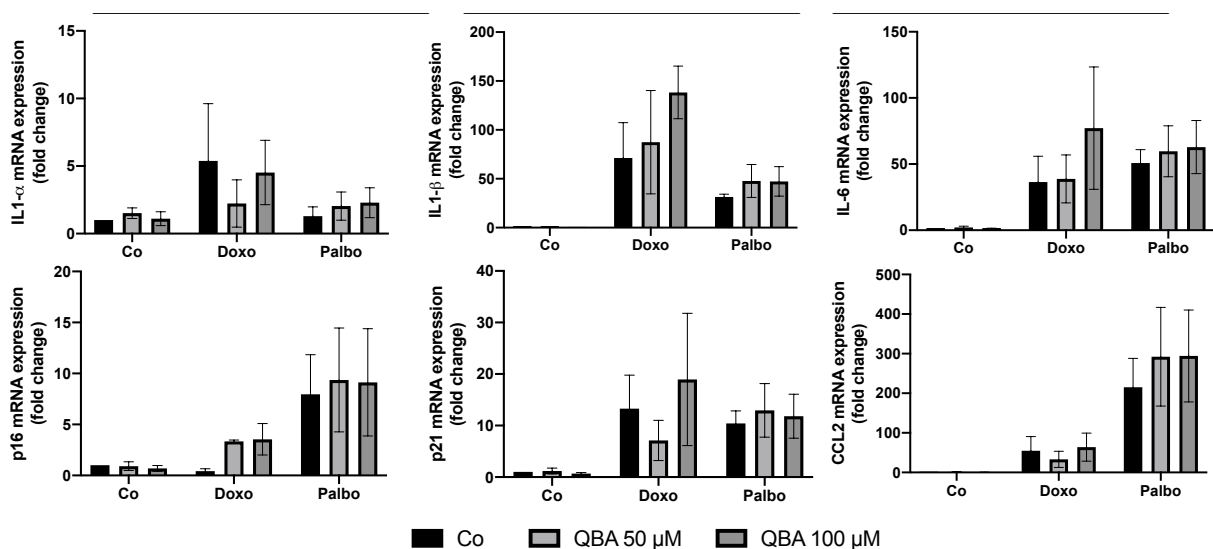 IL1-α mRNA expression
(fold change)
15
10
5
0
Co Doxo Palbo
IL1-β mRNA expression
(fold change)
200
150
100
50
0
Co Doxo Palbo
IL-6 mRNA expression
(fold change)
150
100
50
0
Co Doxo Palbo
p16 mRNA expression
(fold change)
20
15
10
5
0
Co Doxo Palbo
p21 mRNA expression
(fold change)
40
30
20
10
0
Co Doxo Palbo
CCL2 mRNA expression
(fold change)
500
400
300
200
100
0
Co Doxo Palbo
Co QBA 50 μM QBA 100 μM